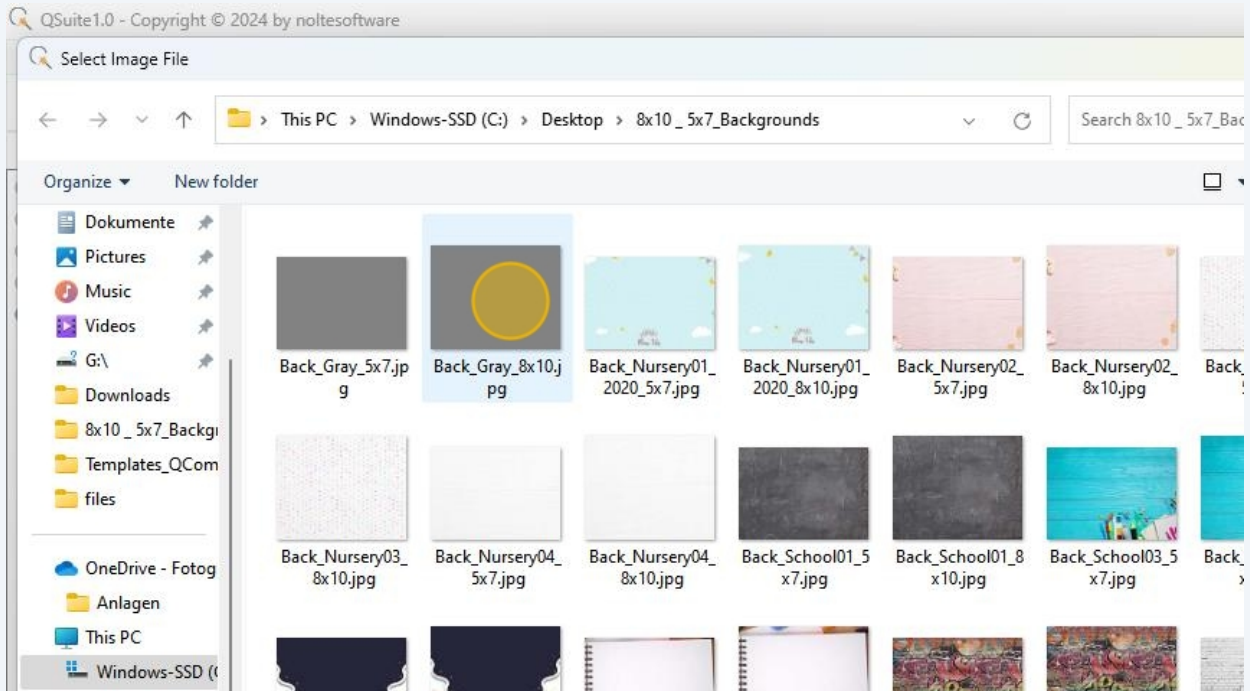 QSuite1.0 - Copyright © 2024 by noltesoftware
Select Image File
This PC > Windows-SSD (C:) > Desktop > 8x10 _ 5x7_Backgrounds
Search 8x10 _ 5x7_Bac
Organize
New folder
Dokumente
Pictures
Music
Videos
G:\
Downloads
8x10 _ 5x7_Backgr
Templates_QCom
files
OneDrive - Fotog
Anlagen
This PC
Windows-SSD (
Back_Gray_5x7.jp
g
Back_Gray_8x10.j
pg
Back_Nursery01_
2020_5x7.jpg
Back_Nursery01_
2020_8x10.jpg
Back_Nursery02_
5x7.jpg
Back_Nursery02_
8x10.jpg
Back_
Back_Nursery03_
8x10.jpg
Back_Nursery04_
5x7.jpg
Back_Nursery04_
8x10.jpg
Back_School01_5
x7.jpg
Back_School01_8
x10.jpg
Back_School03_5
x7.jpg
Back_